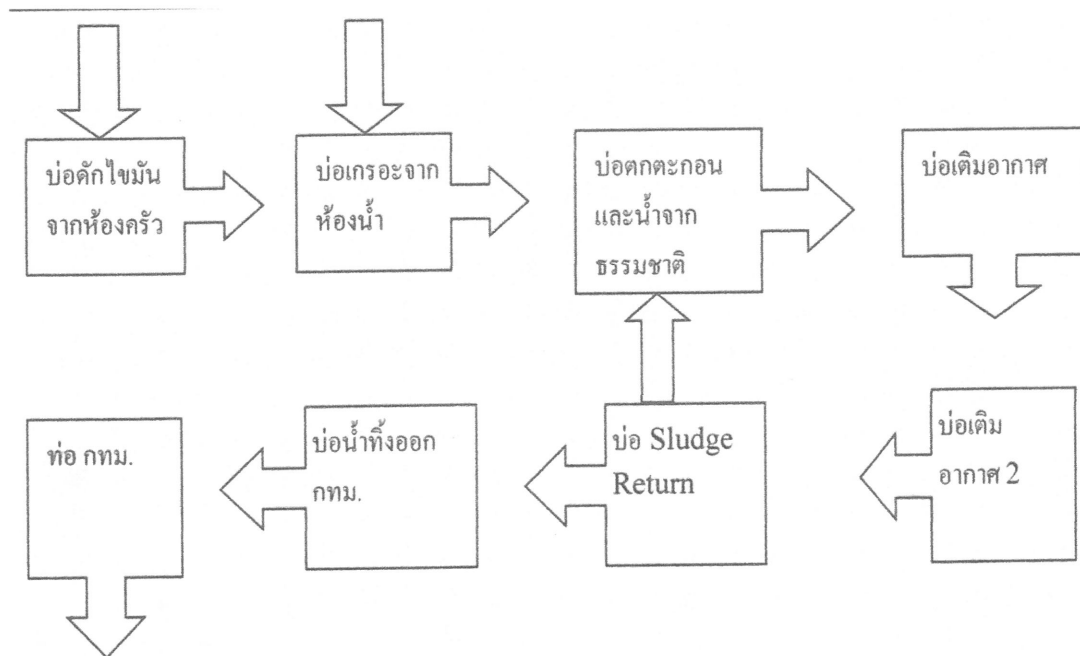 บ่อดักไขมัน
จากห้องครัว
บ่อเกรอะจาก
ห้องน้ำ
บ่อตกตะกอน
และน้ำจาก
ธรรมชาติ
บ่อเติมอากาศ
ท่อ กทม.
บ่อน้ำทิ้งออก
กทม.
บ่อ Sludge
Return
บ่อเติม
อากาศ 2